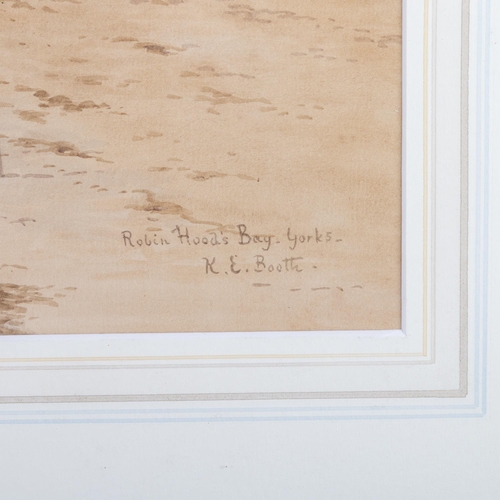 Robin Hood's Bay. Yorks.
K. E. Booth.